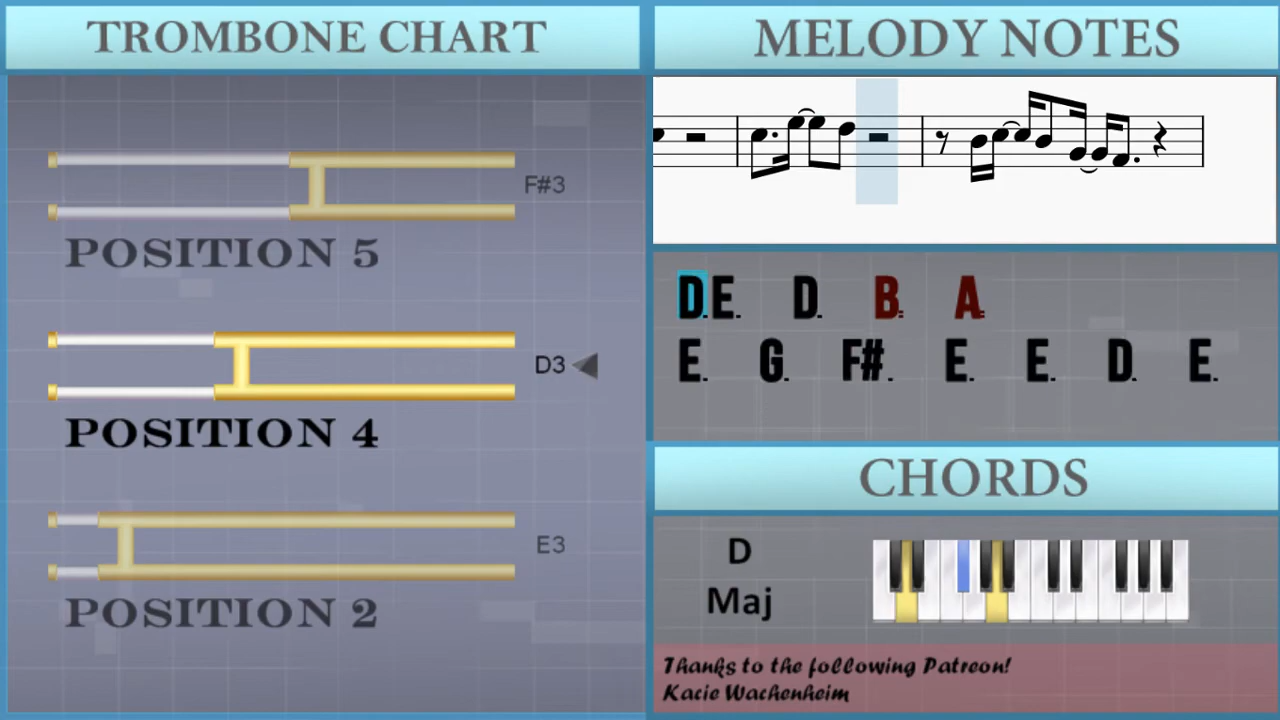 TROMBONE CHART
F#3
POSITION 5
D3
POSITION 4
E3
POSITION 2
MELODY NOTES
D. E. D. B. A.
E. G. F#. E. E. D. E.
CHORDS
D
Maj
Thanks to the following Patreon!
Kacie Wachenheim